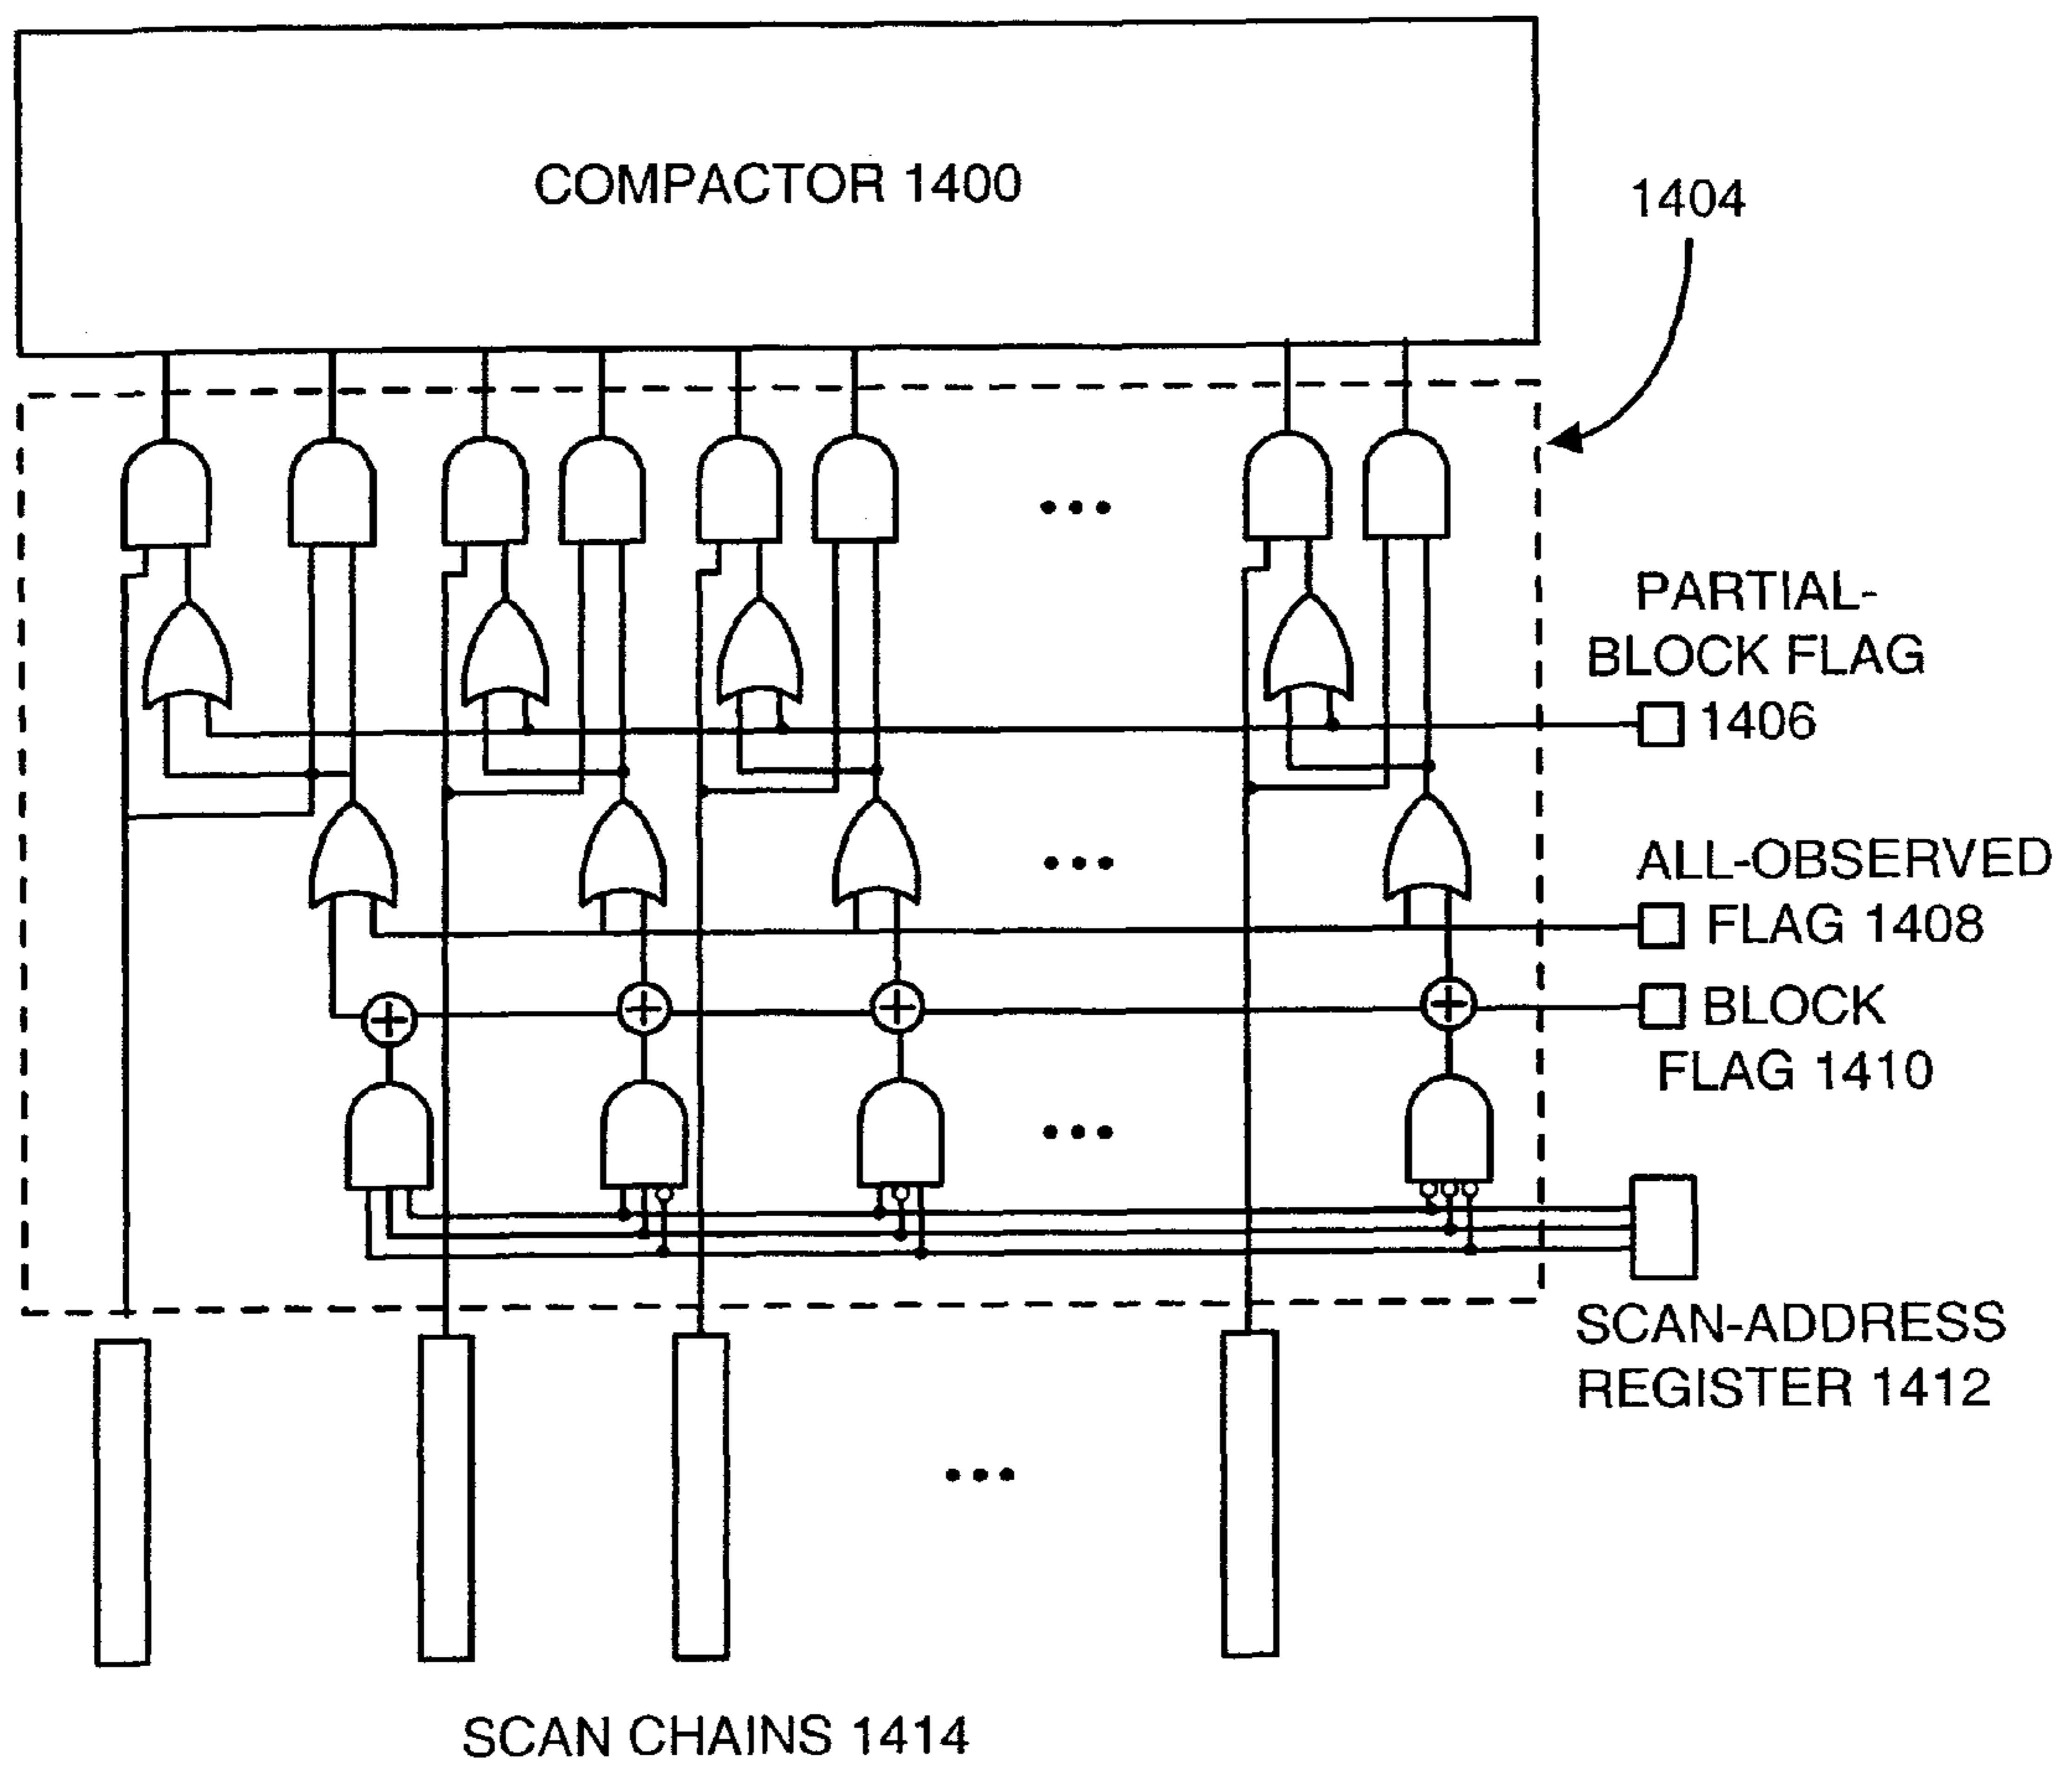 COMPACTOR 1400
1404
PARTIAL-
BLOCK FLAG
1406
ALL-OBSERVED
FLAG 1408
BLOCK
FLAG 1410
SCAN-ADDRESS
REGISTER 1412
SCAN CHAINS 1414